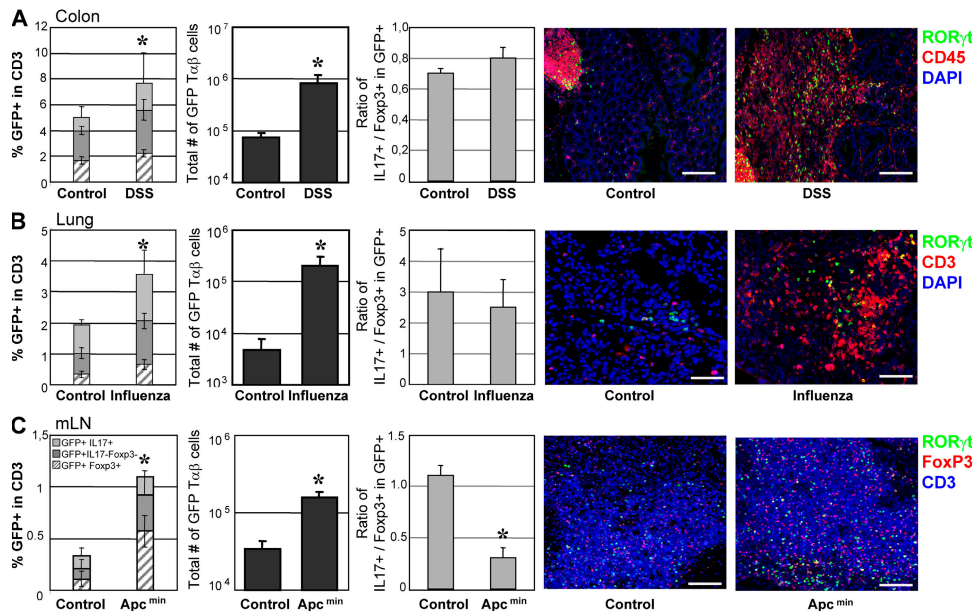 A Colon
% GFP+ in CD3
12
10
8
6
4
2
0
*
Control DSS
Total # of GFP Tαβ cells
10^7
10^6
10^5
10^4
*
Control DSS
Ratio of
IL17+ / Foxp3+ in GFP+
1,0
0,8
0,6
0,4
0,2
0
Control DSS
Control
DSS
RORγt
CD45
DAPI
B Lung
% GFP+ in CD3
5
4
3
2
1
0
*
Control Influenza
Total # of GFP Tαβ cells
10^6
10^5
10^4
10^3
*
Control Influenza
Ratio of
IL17+ / Foxp3+ in GFP+
5
4
3
2
1
0
Control Influenza
Control
Influenza
RORγt
CD3
DAPI
C mLN
% GFP+ in CD3
1.5
1
0.5
0
GFP+ IL17+
GFP+IL17-Foxp3-
GFP+ Foxp3+
*
Control Apc min
Total # of GFP Tαβ cells
10^6
10^5
10^4
*
Control Apc min
Ratio of
IL17+ / Foxp3+ in GFP+
1.5
1.0
0.5
0.0
*
Control Apc min
Control
Apc min
RORγt
FoxP3
CD3